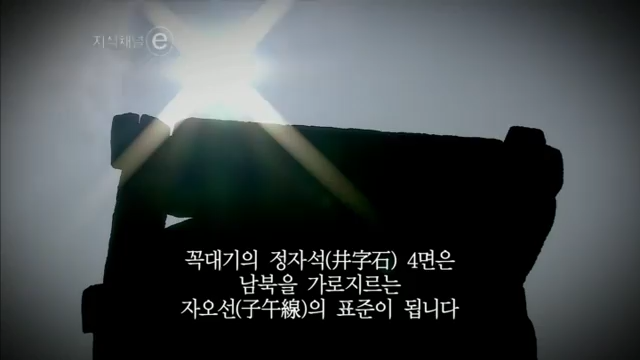 지식채널 e
꼭대기의 정자석(井字石) 4면은
남북을 가로지르는
자오선(子午線)의 표준이 됩니다